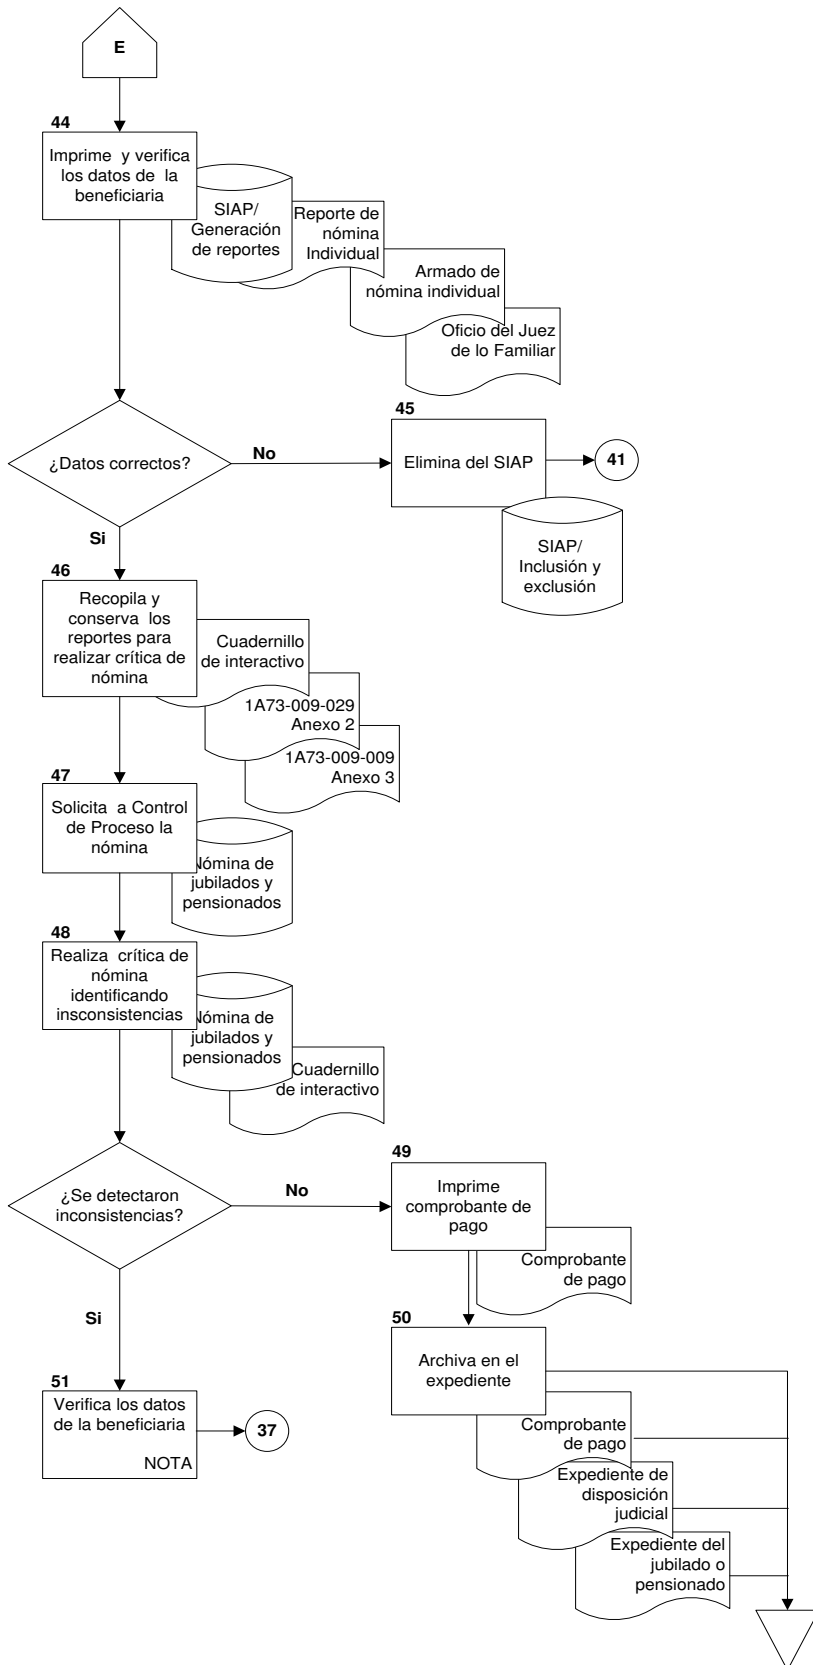 E
44
Imprime y verifica
los datos de la
beneficiaria
SIAP/
Generación
de reportes
Reporte de
nómina
Individual
Armado de
nómina individual
Oficio del Juez
de lo Familiar
¿Datos correctos?
No
45
Elimina del SIAP
41
SIAP/
Inclusión y
exclusión
Si
46
Recopila y
conserva los
reportes para
realizar crítica de
nómina
Cuadernillo
de interactivo
1A73-009-029
Anexo 2
1A73-009-009
Anexo 3
47
Solicita a Control
de Proceso la
nómina
Nómina de
jubilados y
pensionados
48
Realiza crítica de
nómina
identificando
insconsistencias
Nómina de
jubilados y
pensionados
Cuadernillo
de interactivo
¿Se detectaron
inconsistencias?
No
49
Imprime
comprobante de
pago
Comprobante
de pago
50
Archiva en el
expediente
Comprobante
de pago
Expediente de
disposición
judicial
Expediente del
jubilado o
pensionado
Si
51
Verifica los datos
de la beneficiaria
NOTA
37